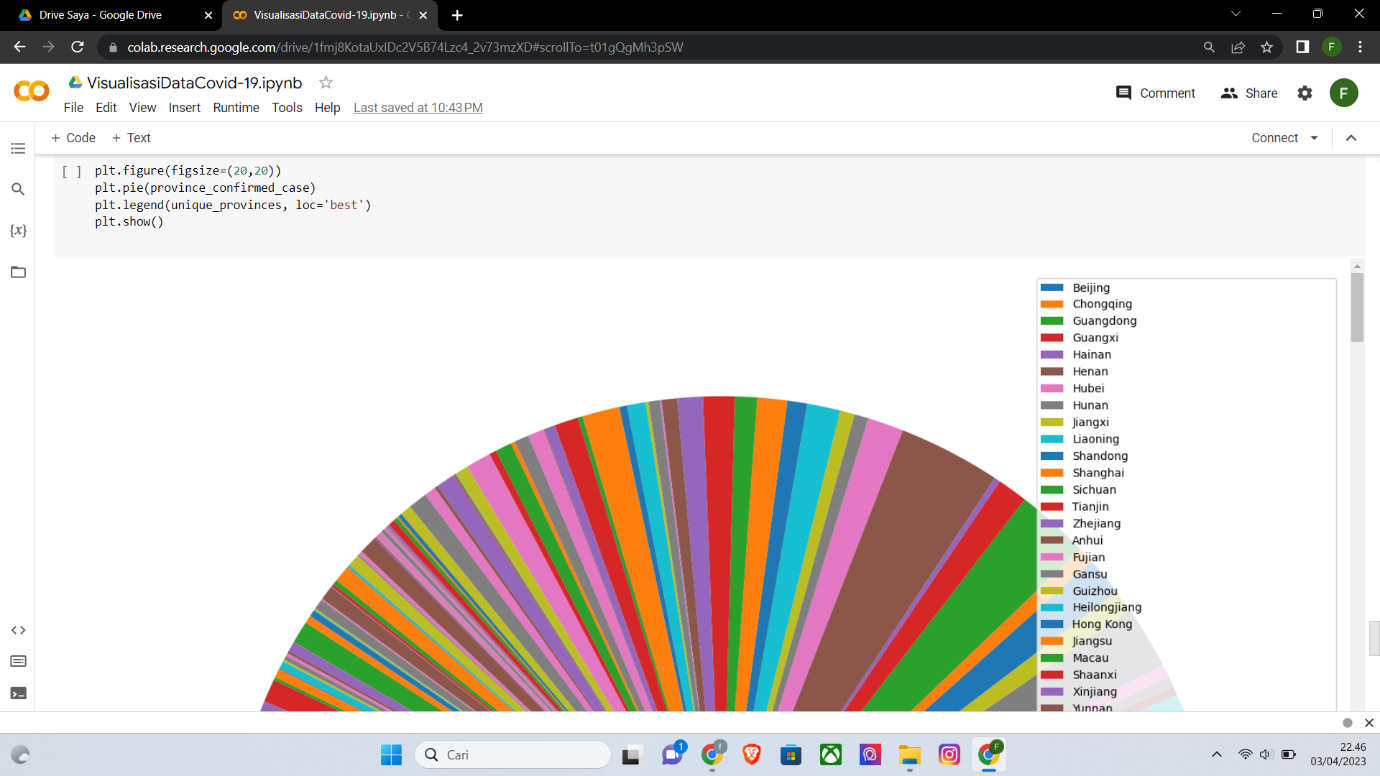 Drive Saya - Google Drive
VisualisasiDataCovid-19.ipynb -
colab.research.google.com/drive/1fmj8KotaUxIDc2V5B74Lzc4_2v73mzXD#scrollTo=t01gQgMh3pSW
F
VisualisasiDataCovid-19.ipynb
File Edit View Insert Runtime Tools Help Last saved at 10:43 PM
Comment
Share
F
+ Code + Text
Connect
[ ] plt.figure(figsize=(20,20))
plt.pie(province_confirmed_case)
plt.legend(unique_provinces, loc='best')
plt.show()
{x}
Beijing
Chongqing
Guangdong
Guangxi
Hainan
Henan
Hubei
Hunan
Jiangxi
Liaoning
Shandong
Shanghai
Sichuan
Tianjin
Zhejiang
Anhui
Fujian
Gansu
Guizhou
Heilongjiang
Hong Kong
Jiangsu
Macau
Shaanxi
Xinjiang
Yunnan
Cari
1
f
F
22.46
03/04/2023